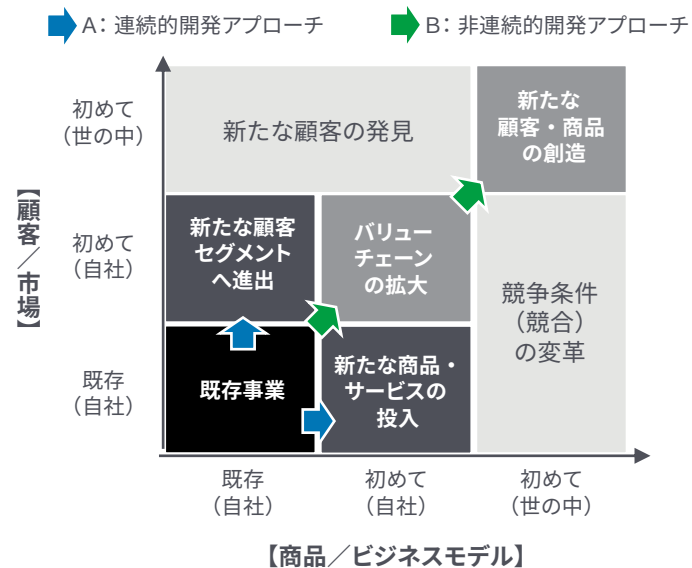 A：連続的開発アプローチ
B：非連続的開発アプローチ
初めて
（世の中）
新たな顧客の発見
新たな
顧客・商品
の創造
【顧客／市場】
初めて
（自社）
新たな顧客
セグメント
へ進出
バリュー
チェーン
の拡大
競争条件
（競合）
の変革
既存
（自社）
既存事業
新たな商品・
サービスの
投入
既存
（自社）
初めて
（自社）
初めて
（世の中）
【商品／ビジネスモデル】